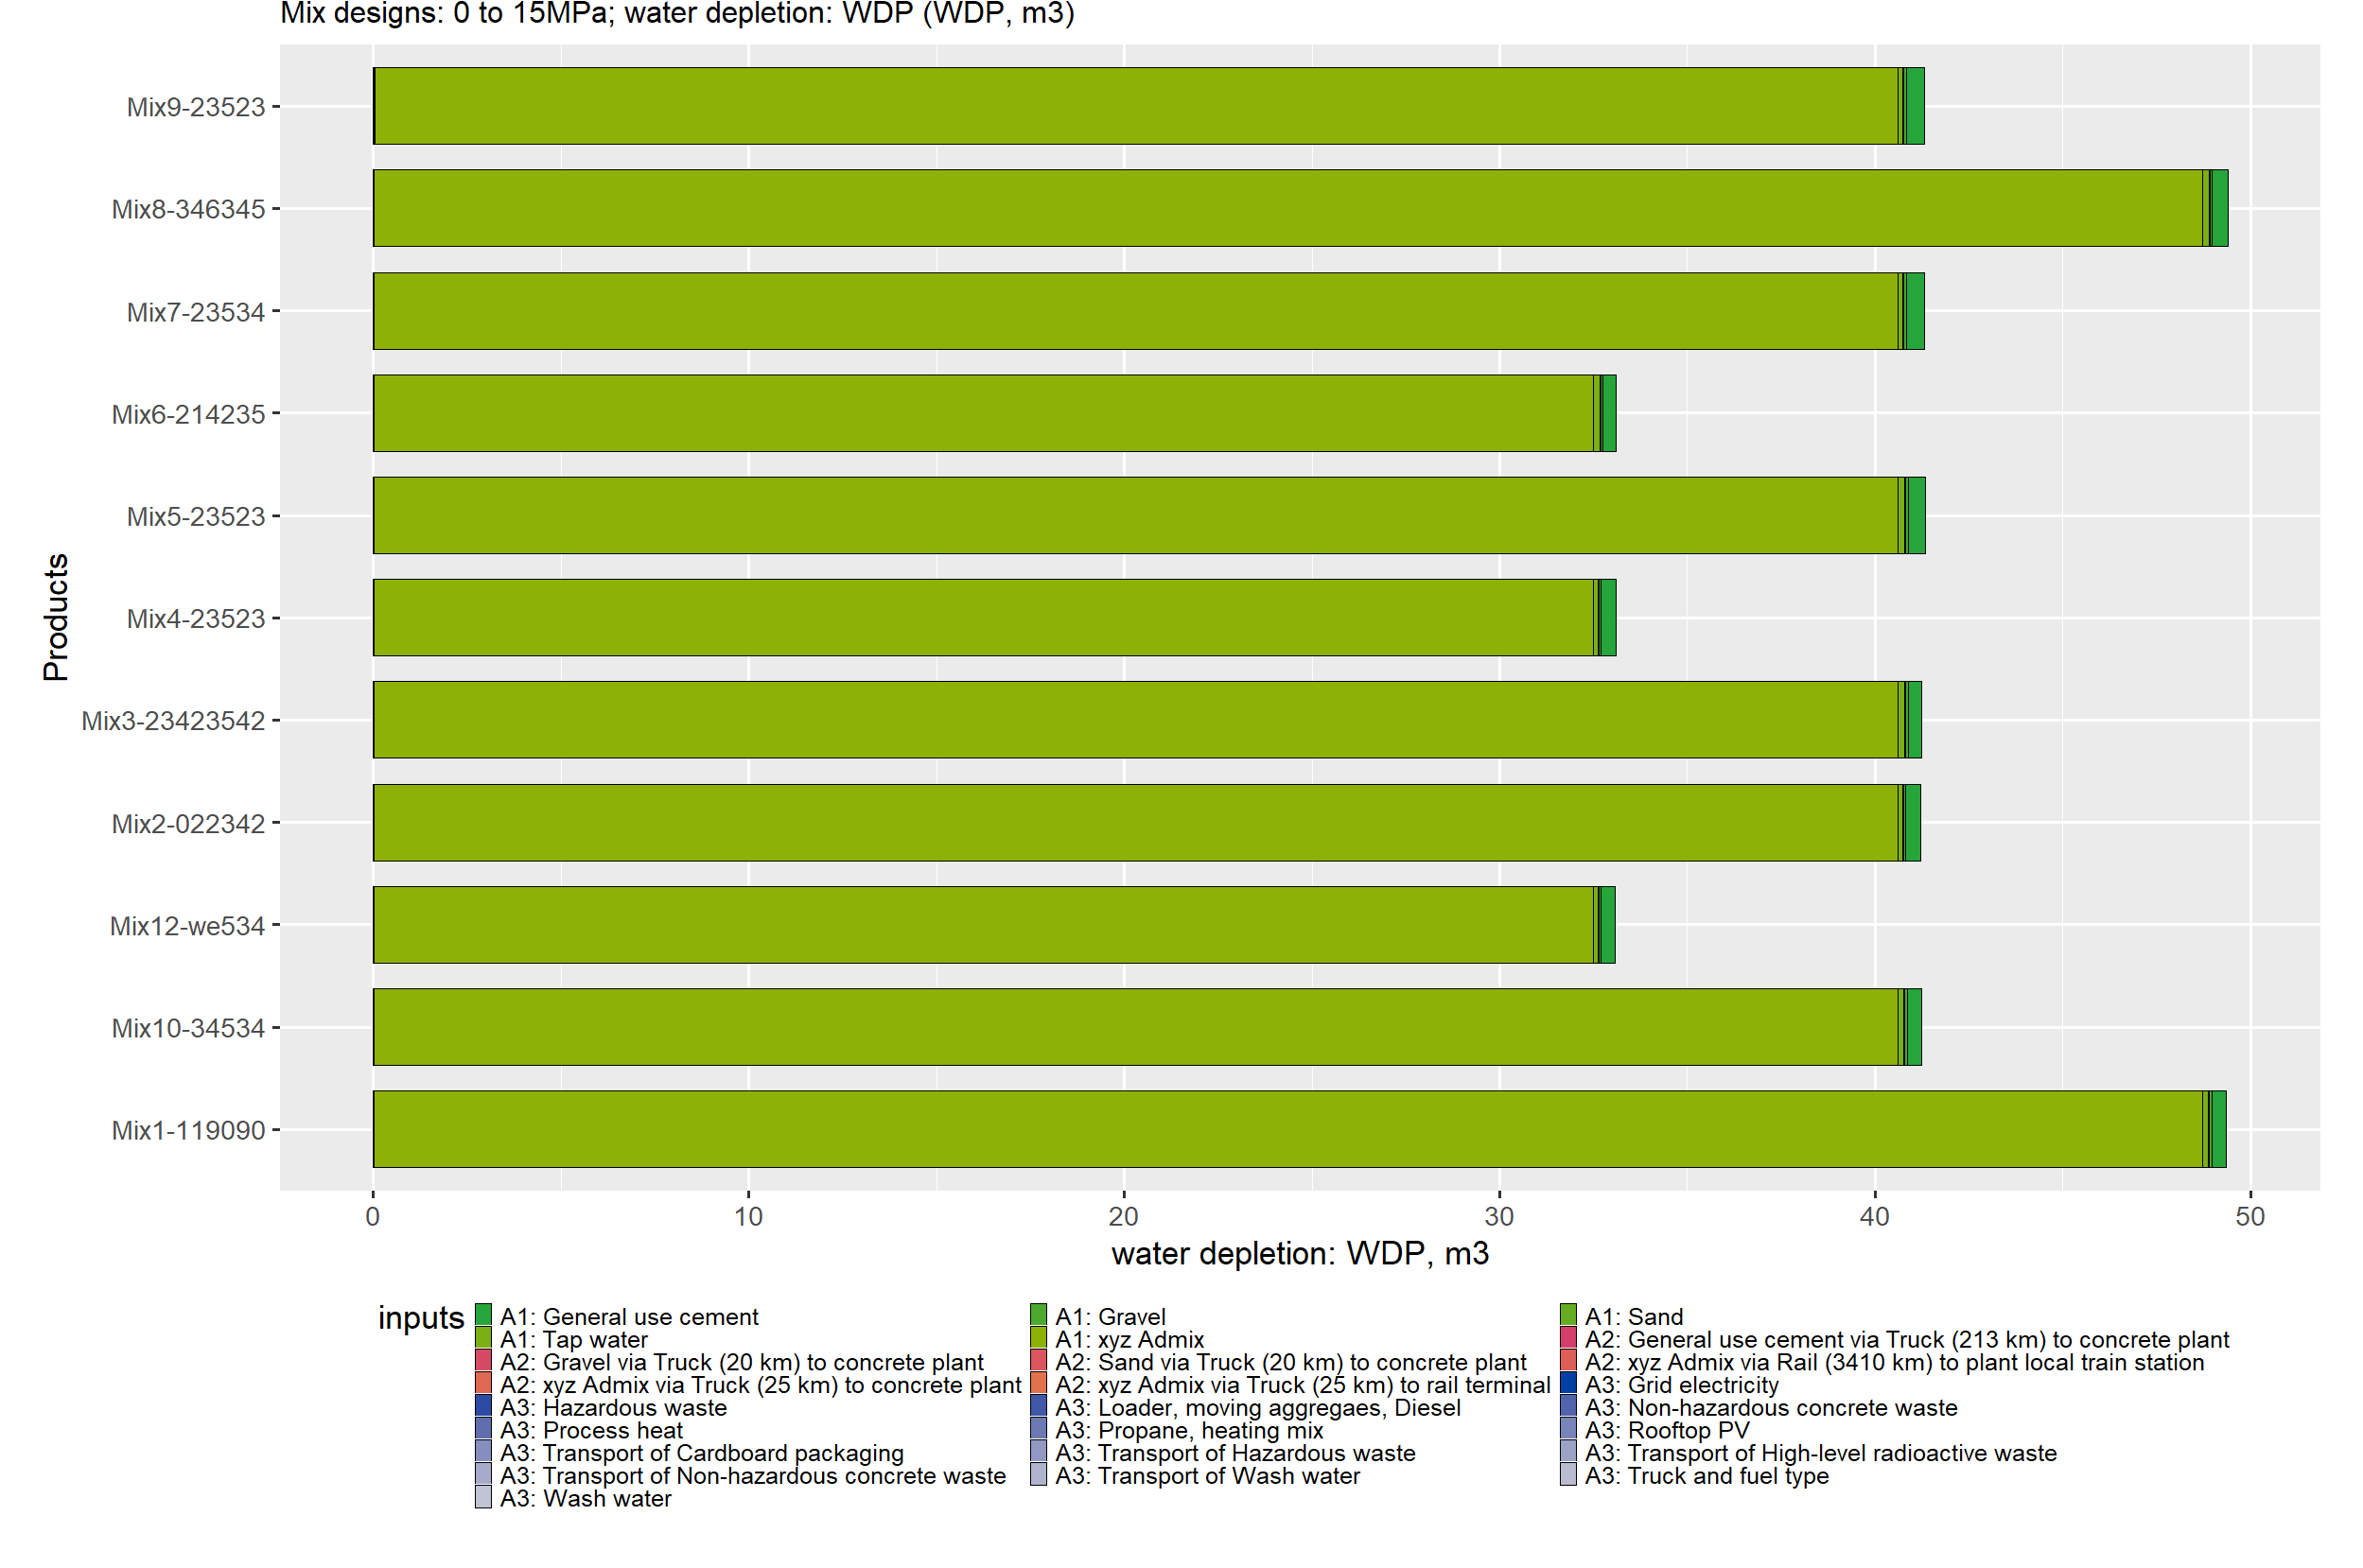 Mix designs: 0 to 15MPa; water depletion: WDP (WDP, m3)
Mix9-23523
Mix8-346345
Mix7-23534
Mix6-214235
Mix5-23523
Mix4-23523
Mix3-23423542
Mix2-022342
Mix12-we534
Mix10-34534
Mix1-119090
Products
0 10 20 30 40 50
water depletion: WDP, m3
inputs
A1: General use cement A1: Gravel A1: Sand
A1: Tap water A1: xyz Admix A2: General use cement via Truck (213 km) to concrete plant
A2: Gravel via Truck (20 km) to concrete plant A2: Sand via Truck (20 km) to concrete plant A2: xyz Admix via Rail (3410 km) to plant local train station
A2: xyz Admix via Truck (25 km) to concrete plant A2: xyz Admix via Truck (25 km) to rail terminal A3: Grid electricity
A3: Hazardous waste A3: Loader, moving aggregaes, Diesel A3: Non-hazardous concrete waste
A3: Process heat A3: Propane, heating mix A3: Rooftop PV
A3: Transport of Cardboard packaging A3: Transport of Hazardous waste A3: Transport of High-level radioactive waste
A3: Transport of Non-hazardous concrete waste A3: Transport of Wash water A3: Truck and fuel type
A3: Wash water